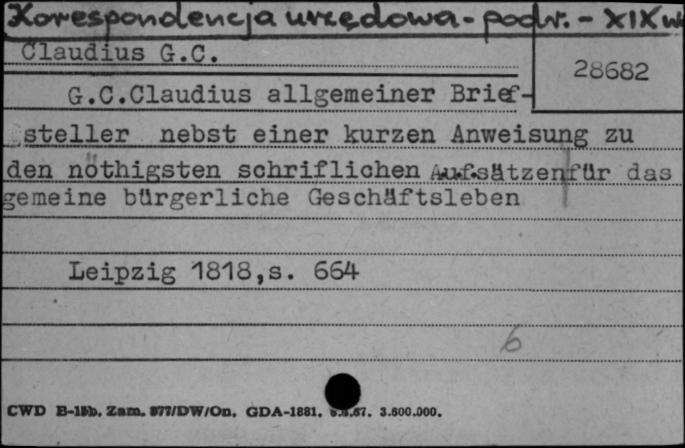 Korespondencja urzędowa - podr. - XIX w
Claudius G.C.
28682
G.C.Claudius allgemeiner Brief-
steller nebst einer kurzen Anweisung zu
den nöthigsten schriflichen Aufsätzen für das
gemeine bürgerliche Geschäftsleben
Leipzig 1818,s. 664
6
CWD B-15b. Zam. 977/DW/On. GDA-1881. 3.600.000.